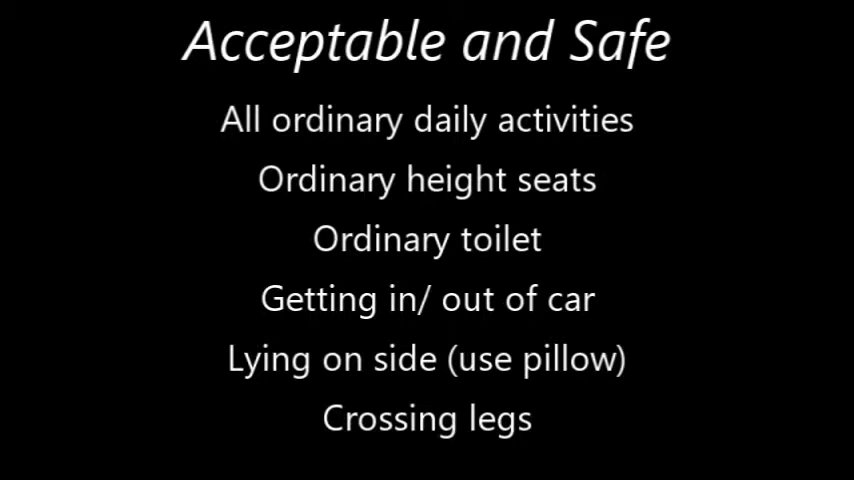 Acceptable and Safe
All ordinary daily activities
Ordinary height seats
Ordinary toilet
Getting in/ out of car
Lying on side (use pillow)
Crossing legs